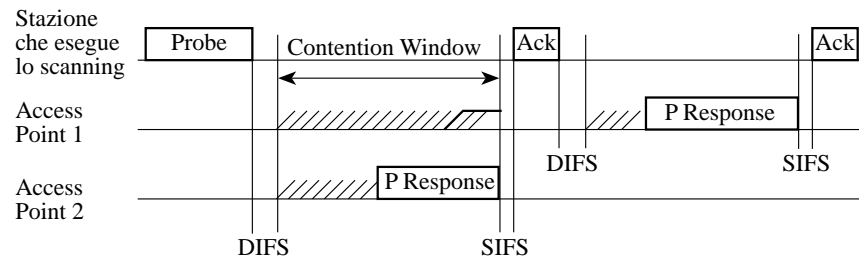 Stazione
che esegue
lo scanning
Probe
Contention Window
Ack
Ack
Access
Point 1
P Response
DIFS
SIFS
Access
Point 2
P Response
DIFS
SIFS